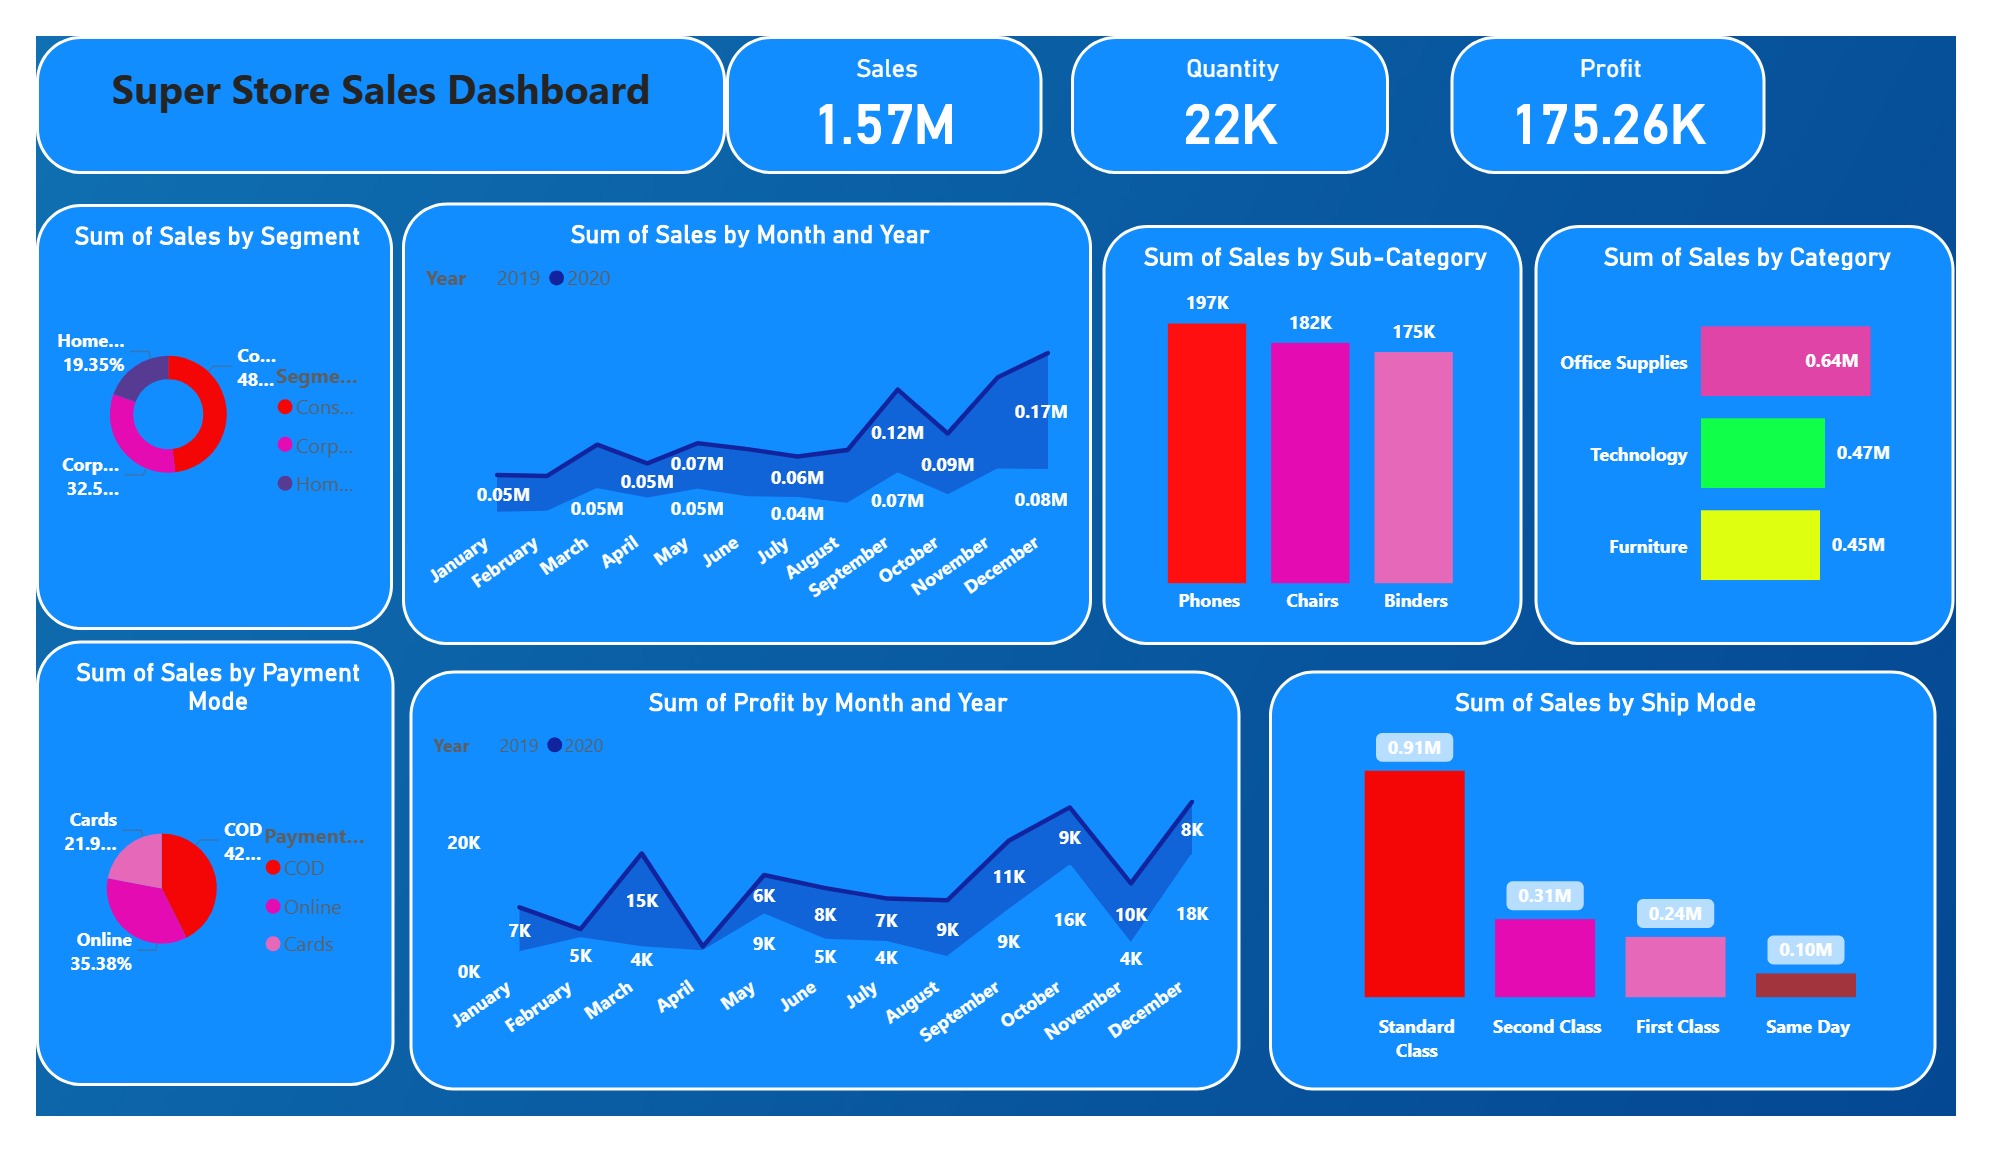 Super Store Sales Dashboard
Sales
1.57M
Quantity
22K
Profit
175.26K
Sum of Sales by Segment
Home...
19.35%
Co...
48...
Corp...
32.5...
Segme...
Cons...
Corp...
Hom...
Sum of Sales by Month and Year
Year 2019 2020
0.17M
0.12M
0.09M
0.07M
0.05M
0.06M
0.05M
0.05M
0.05M
0.04M
0.07M
0.08M
January
February
March
April
May
June
July
August
September
October
November
December
Sum of Sales by Sub-Category
197K
182K
175K
Phones
Chairs
Binders
Sum of Sales by Category
Office Supplies
0.64M
Technology
0.47M
Furniture
0.45M
Sum of Sales by Payment
Mode
Cards
21.9...
COD
42...
Online
35.38%
Payment...
COD
Online
Cards
Sum of Profit by Month and Year
Year 2019 2020
20K
0K
7K
5K
15K
4K
6K
9K
8K
5K
7K
4K
9K
11K
9K
9K
16K
10K
4K
8K
18K
January
February
March
April
May
June
July
August
September
October
November
December
Sum of Sales by Ship Mode
0.91M
0.31M
0.24M
0.10M
Standard
Class
Second Class
First Class
Same Day